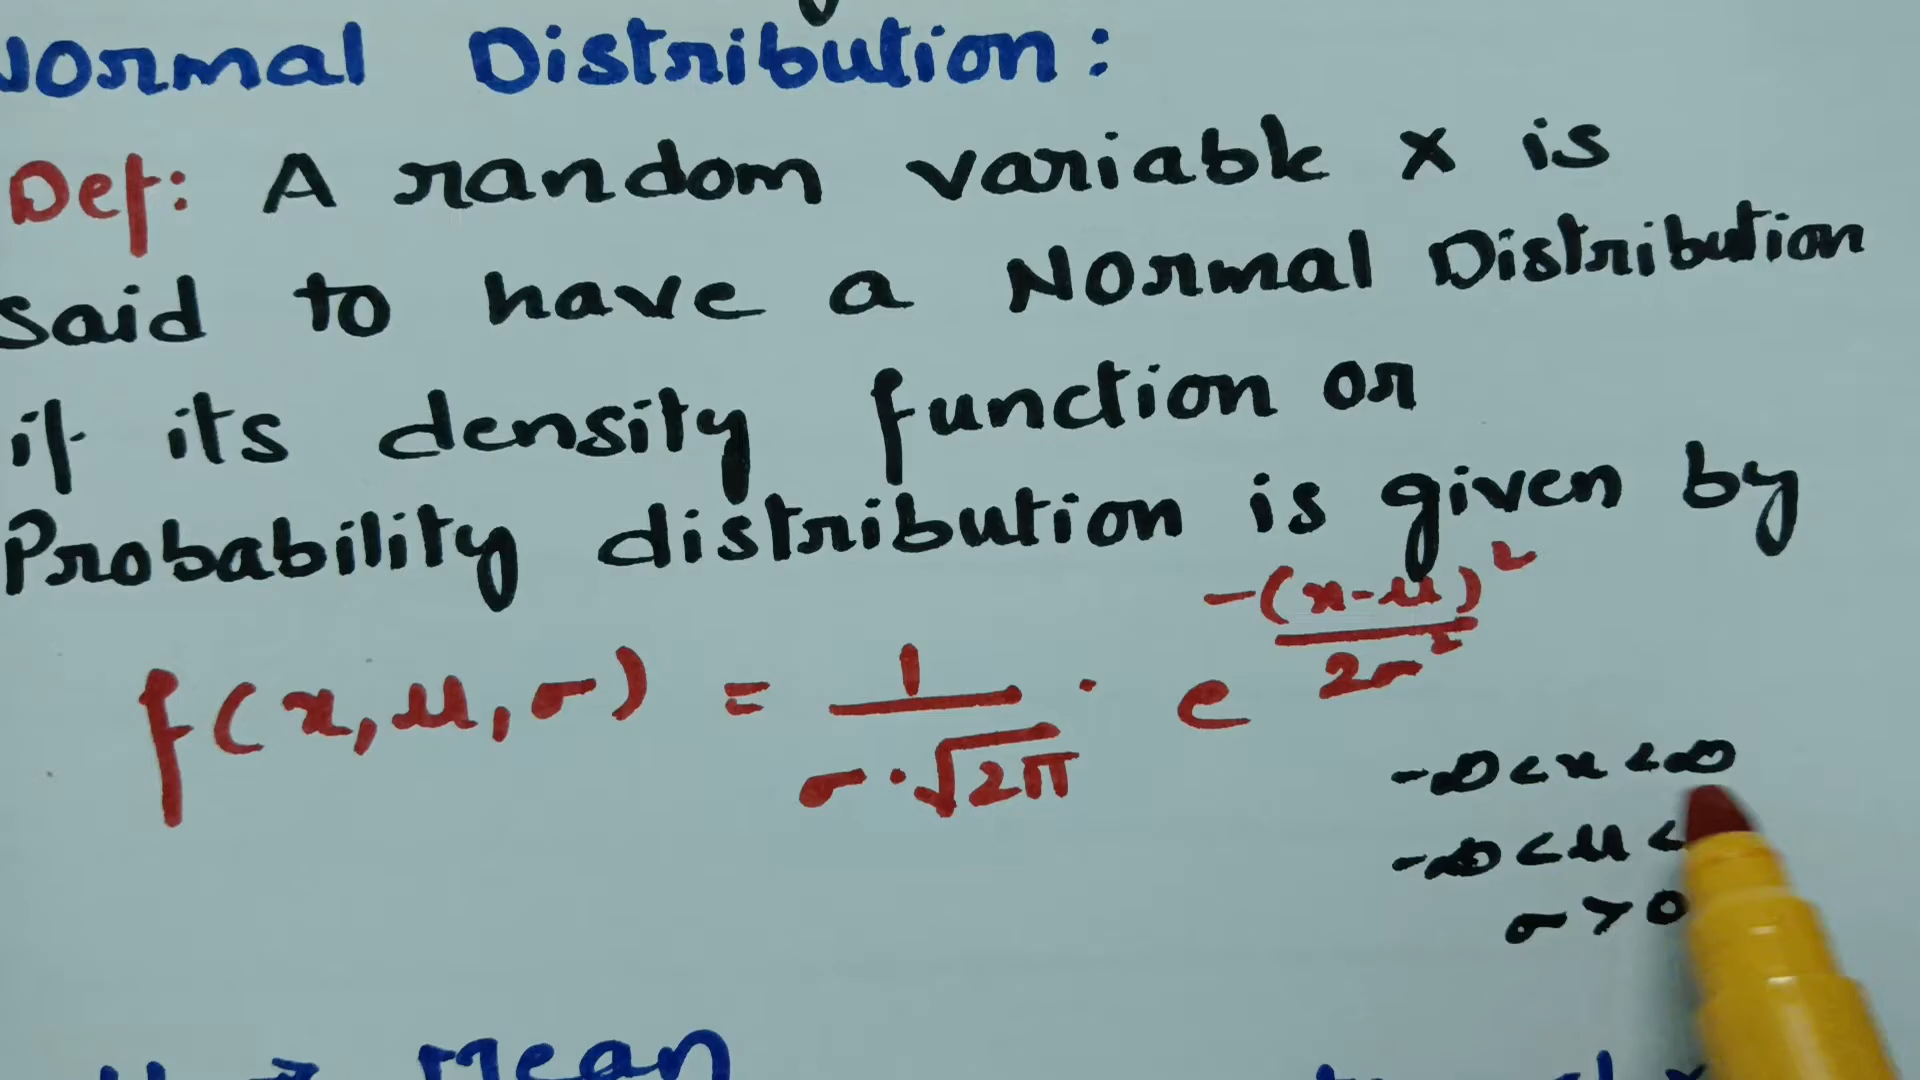 Normal Distribution:
Def: A random variable x is
said to have a Normal Distribution
if its density function or
Probability distribution is given by
f(x, μ, σ) = 1/(σ·√2π) · e^(-(x-μ)²/2σ²)
-∞ < x < ∞
-∞ < μ <
σ > 0
μ → Mean